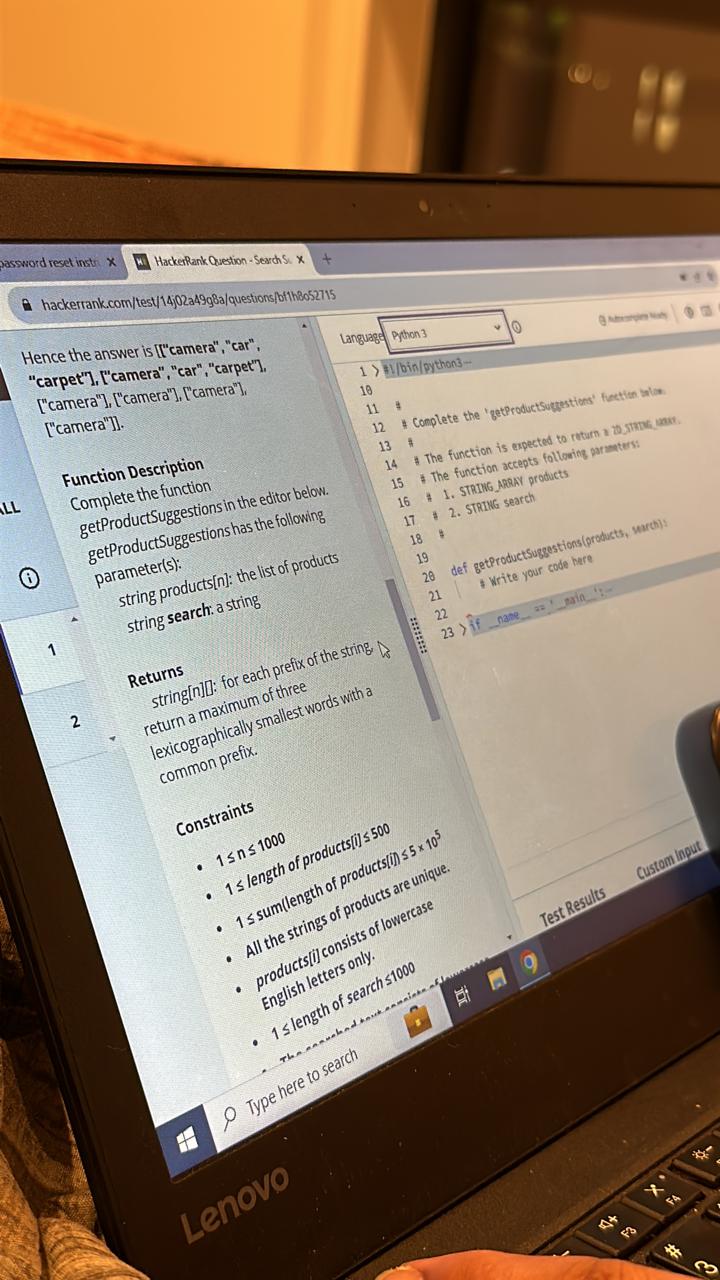 password reset instr
HackerRank Question - Search Su
hackerrank.com/test/14j02a49g8a/questions/bf1h8o52715
Hence the answer is [["camera","car",
"carpet"], ["camera","car","carpet"],
["camera"], ["camera"], ["camera"],
["camera"]].
Function Description
Complete the function
getProductSuggestions in the editor below.
getProductSuggestions has the following
parameter(s):
string products[n]: the list of products
string search: a string
Returns
string[n][]: for each prefix of the string,
return a maximum of three
lexicographically smallest words with a
common prefix.
Constraints
• 1 ≤ n ≤ 1000
• 1 ≤ length of products[i] ≤ 500
• 1 ≤ sum(length of products[i]) ≤ 5 × 10⁵
• All the strings of products are unique.
• products[i] consists of lowercase
English letters only.
• 1 ≤ length of search ≤1000
ALL
1
2
Language
Python 3
Autocomplete Ready
1 #!/bin/python3
10
11 #
12 # Complete the 'getProductSuggestions' function below.
13 #
14 # The function is expected to return a 2D_STRING_ARRAY.
15 # The function accepts following parameters:
16 # 1. STRING_ARRAY products
17 # 2. STRING search
18 #
19
20 def getProductSuggestions(products, search):
21 # Write your code here
22
23 if __name__ == '__main__':
Test Results
Custom Input
Type here to search
Lenovo
F3
X
F4
#
3